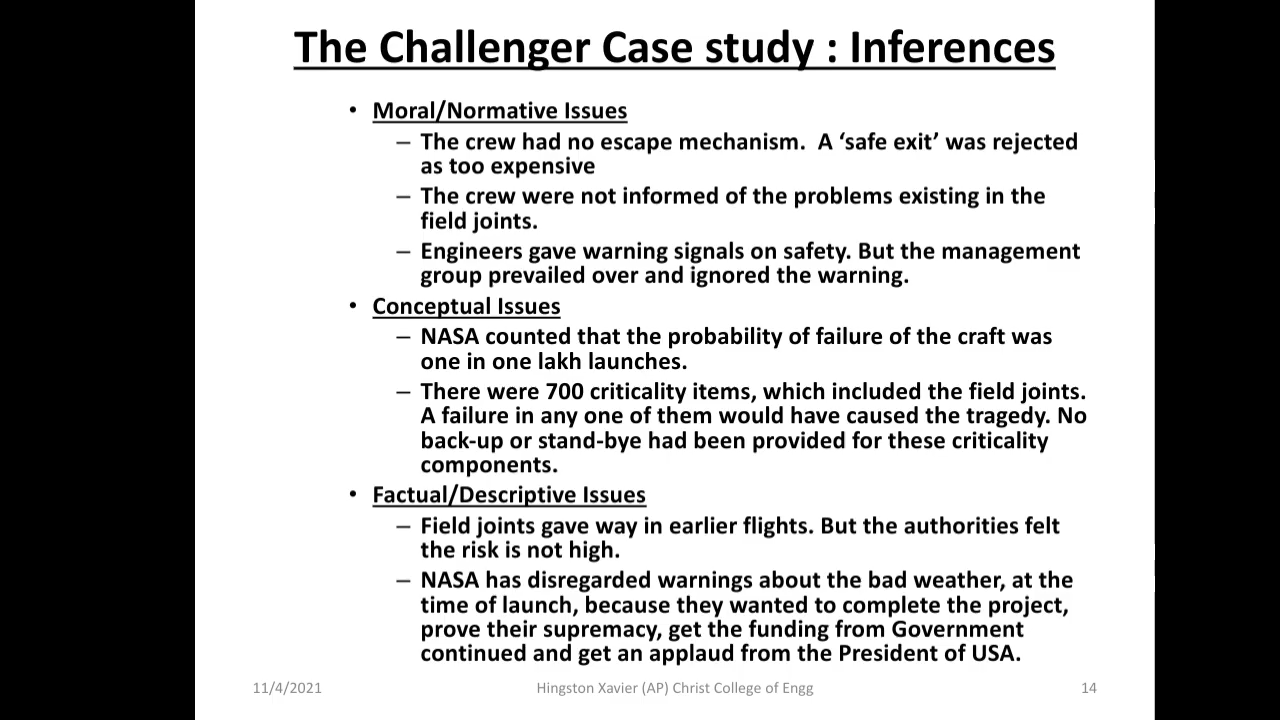 The Challenger Case study : Inferences
• Moral/Normative Issues
– The crew had no escape mechanism. A ‘safe exit’ was rejected
as too expensive
– The crew were not informed of the problems existing in the
field joints.
– Engineers gave warning signals on safety. But the management
group prevailed over and ignored the warning.
• Conceptual Issues
– NASA counted that the probability of failure of the craft was
one in one lakh launches.
– There were 700 criticality items, which included the field joints.
A failure in any one of them would have caused the tragedy. No
back-up or stand-bye had been provided for these criticality
components.
• Factual/Descriptive Issues
– Field joints gave way in earlier flights. But the authorities felt
the risk is not high.
– NASA has disregarded warnings about the bad weather, at the
time of launch, because they wanted to complete the project,
prove their supremacy, get the funding from Government
continued and get an applaud from the President of USA.
11/4/2021 Hingston Xavier (AP) Christ College of Engg 14